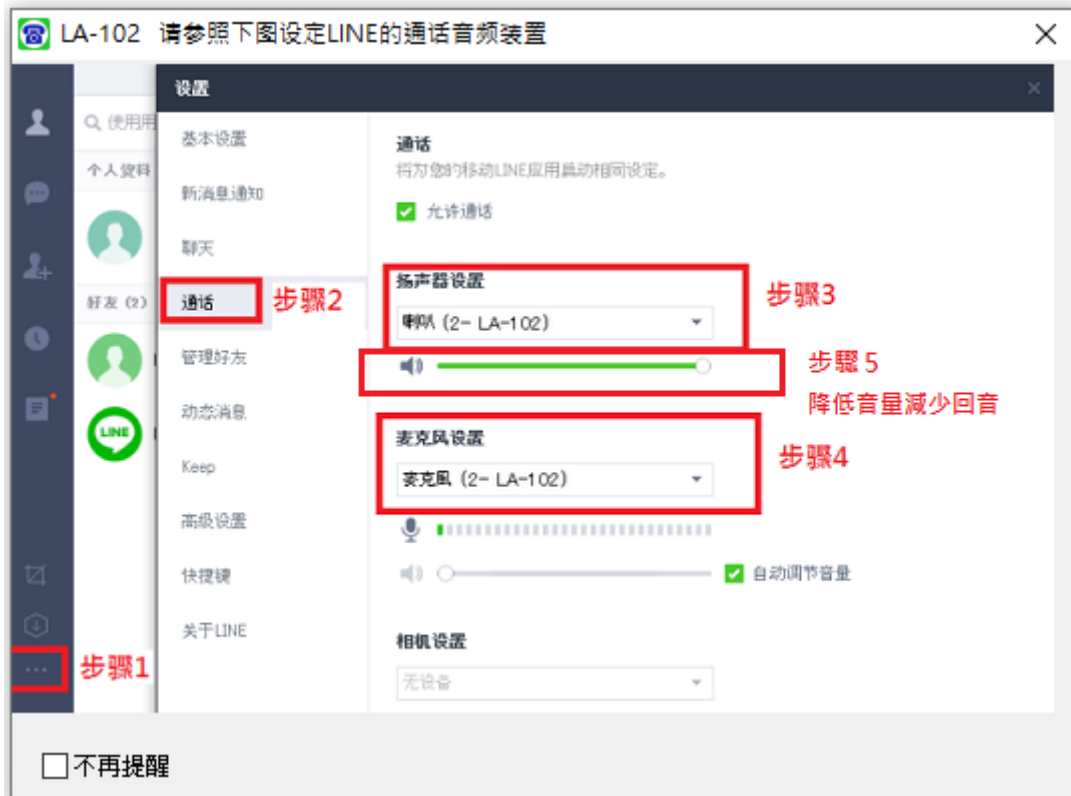 LA-102 请参照下图设定LINE的通话音频装置
设置
使用用
个人资料
好友 (2)
LINE
基本设置
新消息通知
聊天
通话
步骤2
管理好友
动态消息
Keep
高级设置
快捷键
关于LINE
步骤1
通话
将为您的移动LINE应用启动相同设定。
允许通话
扬声器设置
喇叭 (2- LA-102)
步骤3
步驟 5
降低音量減少回音
麦克风设置
麥克風 (2- LA-102)
步骤4
自动调节音量
相机设置
无设备
不再提醒